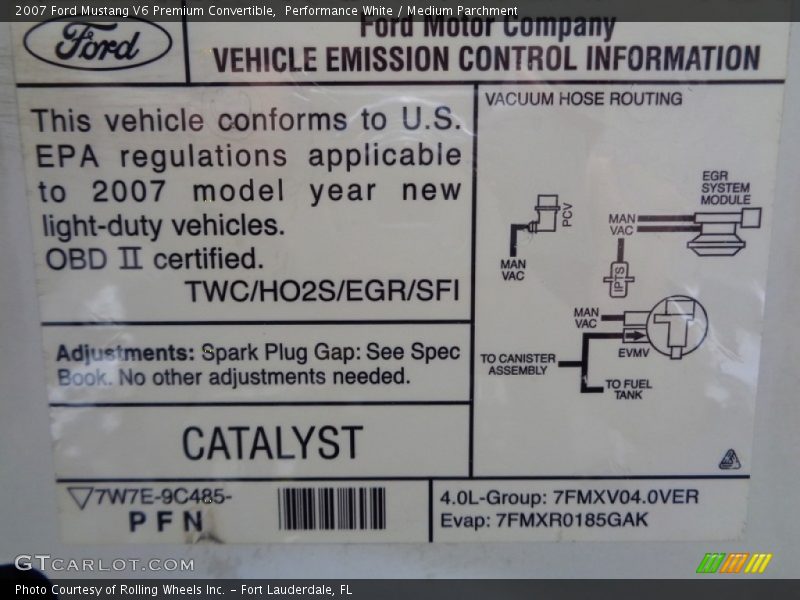 2007 Ford Mustang V6 Premium Convertible, Performance White / Medium Parchment
Ford
Ford Motor Company
VEHICLE EMISSION CONTROL INFORMATION
This vehicle conforms to U.S.
EPA regulations applicable
to 2007 model year new
light-duty vehicles.
OBD II certified.
TWC/HO2S/EGR/SFI
Adjustments: Spark Plug Gap: See Spec
Book. No other adjustments needed.
CATALYST
7W7E-9C485-
PFN
VACUUM HOSE ROUTING
EGR
SYSTEM
MODULE
PCV
MAN
VAC
MAN
VAC
IPTS
MAN
VAC
EVMV
TO CANISTER
ASSEMBLY
TO FUEL
TANK
4.0L-Group: 7FMXV04.0VER
Evap: 7FMXR0185GAK
GTCARLOT.COM
Photo Courtesy of Rolling Wheels Inc. – Fort Lauderdale, FL